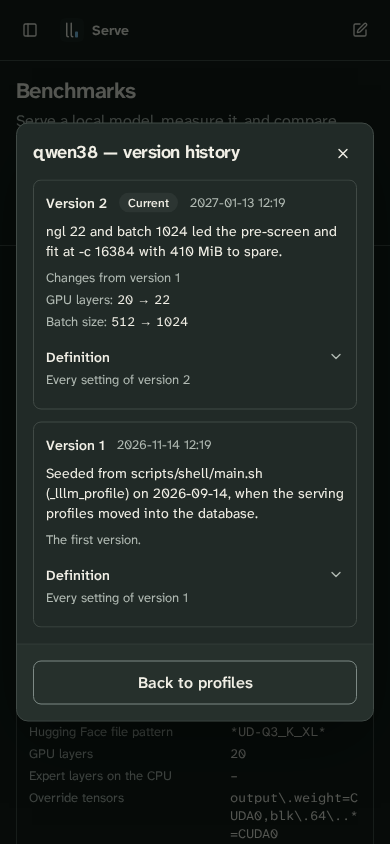 Serve
Benchmarks
Serve a local model, measure it, and compare
qwen38 — version history
Version 2 Current 2027-01-13 12:19
ngl 22 and batch 1024 led the pre-screen and
fit at -c 16384 with 410 MiB to spare.
Changes from version 1
GPU layers: 20 → 22
Batch size: 512 → 1024
Definition
Every setting of version 2
Version 1 2026-11-14 12:19
Seeded from scripts/shell/main.sh
(_lllm_profile) on 2026-09-14, when the serving
profiles moved into the database.
The first version.
Definition
Every setting of version 1
Back to profiles
Hugging Face file pattern *UD-Q3_K_XL*
GPU layers 20
Expert layers on the CPU –
Override tensors output\.weight=C
UDA0,blk\.64\..*
=CUDA0